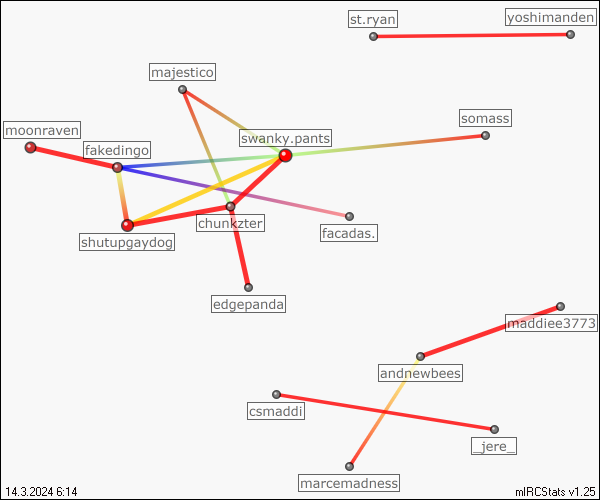 yoshimanden
st.ryan
majestico
somass
moonraven
swanky.pants
fakedingo
chunkzter
facadas.
shutupgaydog
edgepanda
maddiee3773
andnewbees
csmaddi
_jere_
marcemadness
14.3.2024 6:14
mIRCStats v1.25